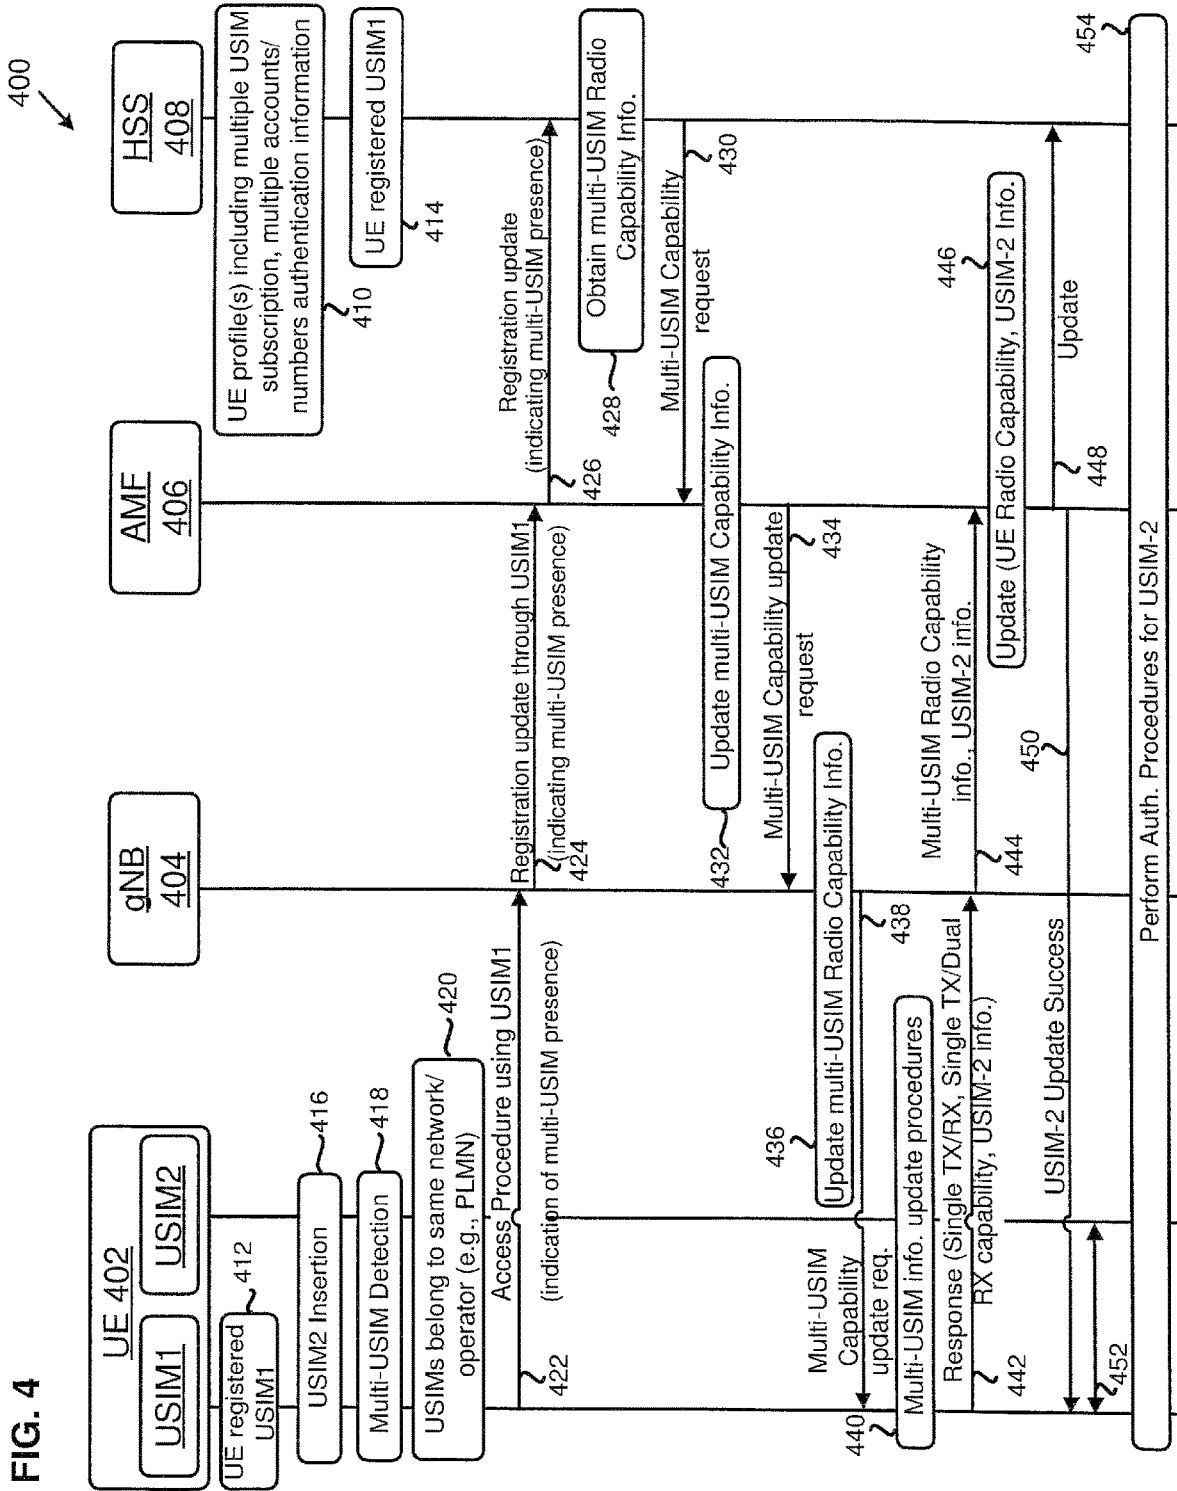 FIG. 4
400
UE 402
USIM1
USIM2
gNB
404
AMF
406
HSS
408
UE profile(s) including multiple USIM
subscription, multiple accounts/
numbers authentication information
410
UE registered
USIM1
412
UE registered USIM1
414
USIM2 Insertion
416
Multi-USIM Detection
418
USIMs belong to same network/
operator (e.g., PLMN)
420
Access Procedure using USIM1
(indication of multi-USIM presence)
422
Registration update through USIM1
(indicating multi-USIM presence)
424
Registration update
(indicating multi-USIM presence)
426
Obtain multi-USIM Radio
Capability Info.
428
Multi-USIM Capability
request
430
Update multi-USIM Capability Info.
432
Multi-USIM Capability update
request
434
Update multi-USIM Radio Capability Info.
436
Multi-USIM
Capability
update req.
438
Multi-USIM info. update procedures
440
Response (Single TX/RX, Single TX/Dual
RX capability, USIM-2 info.)
442
Multi-USIM Radio Capability
info., USIM-2 info.
444
Update (UE Radio Capability, USIM-2 Info.
446
Update
448
USIM-2 Update Success
450
452
Perform Auth. Procedures for USIM-2
454